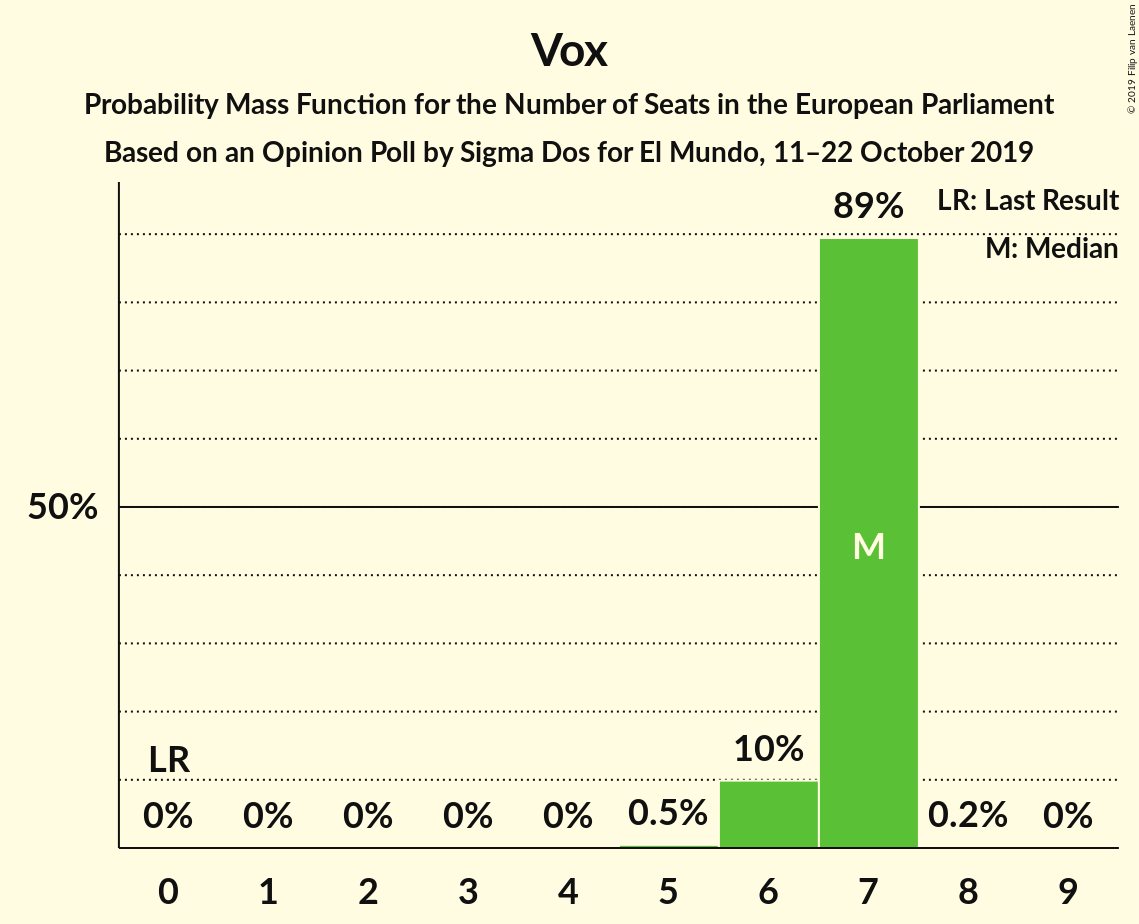 Vox
Probability Mass Function for the Number of Seats in the European Parliament
Based on an Opinion Poll by Sigma Dos for El Mundo, 11–22 October 2019
© 2019 Filip van Laenen
LR: Last Result
M: Median
89%
50%
M
10%
LR
0% 0% 0% 0% 0% 0.5% 0.2% 0%
0 1 2 3 4 5 6 7 8 9